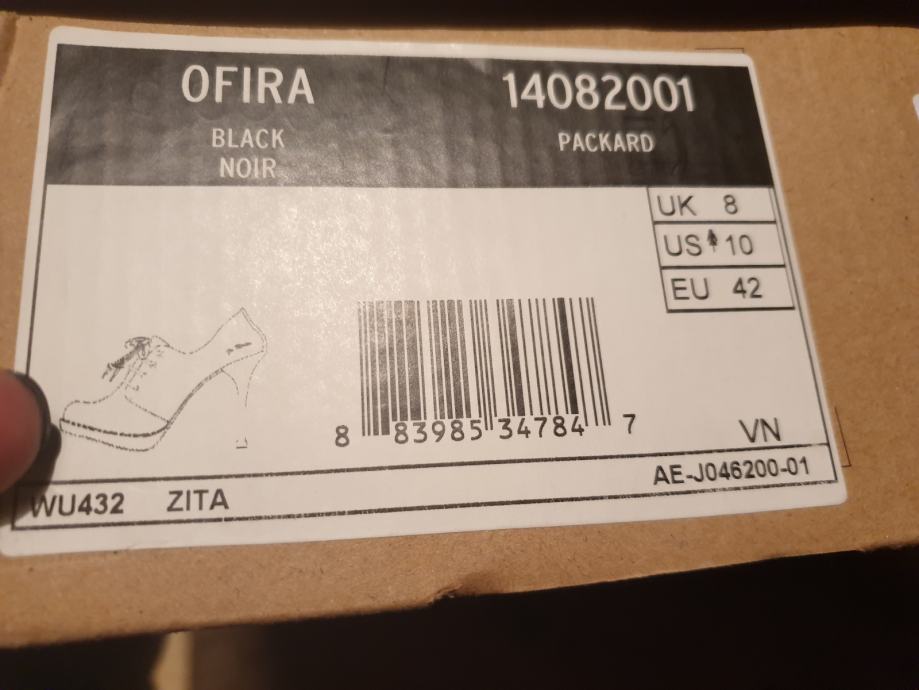 OFIRA 14082001
BLACK PACKARD
NOIR
UK 8
US 10
EU 42
8 83985 34784 7
VN
AE-J046200-01
WU432 ZITA